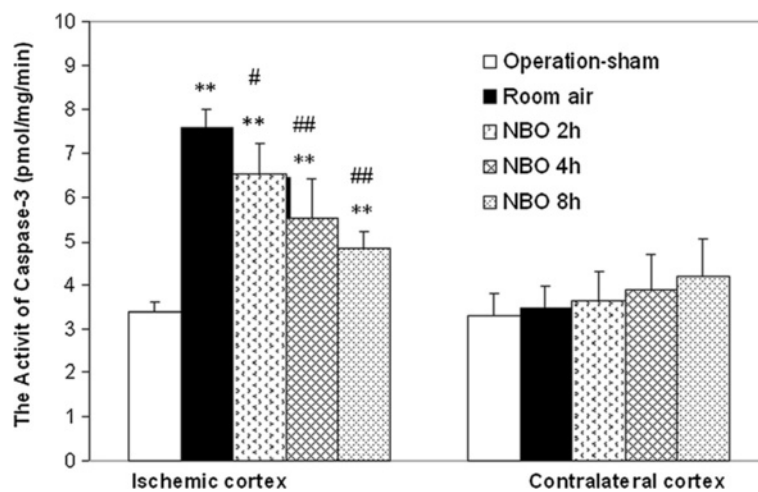 The Activit of Caspase-3 (pmol/mg/min)
10
9
8
7
6
5
4
3
2
1
0
**
#
**
##
**
##
**
Operation-sham
Room air
NBO 2h
NBO 4h
NBO 8h
Ischemic cortex
Contralateral cortex